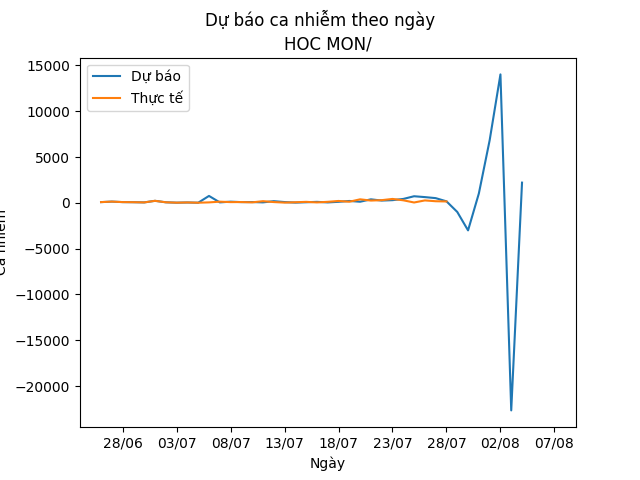 Dự báo ca nhiễm theo ngày
HOC MON/
Dự báo
Thực tế
15000
10000
5000
0
−5000
−10000
−15000
−20000
Ca nhiễm
28/06 03/07 08/07 13/07 18/07 23/07 28/07 02/08 07/08
Ngày